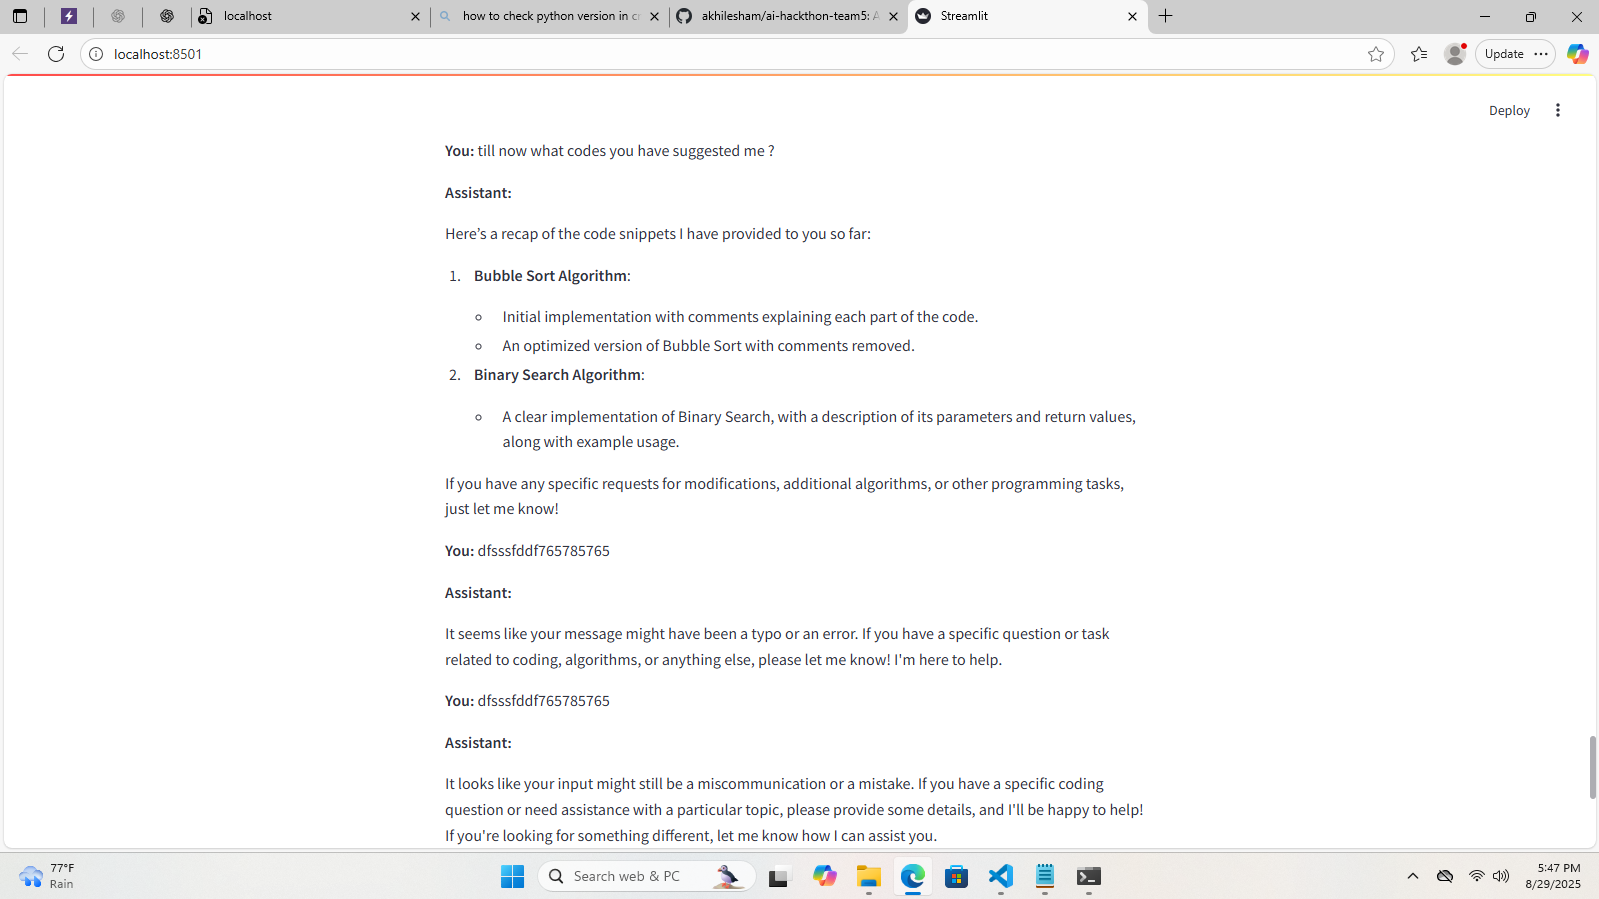 localhost
how to check python version in c
akhilesham/ai-hackthon-team5: A
Streamlit
localhost:8501
Update
Deploy
You: till now what codes you have suggested me ?
Assistant:
Here’s a recap of the code snippets I have provided to you so far:
1. Bubble Sort Algorithm:
○ Initial implementation with comments explaining each part of the code.
○ An optimized version of Bubble Sort with comments removed.
2. Binary Search Algorithm:
○ A clear implementation of Binary Search, with a description of its parameters and return values,
along with example usage.
If you have any specific requests for modifications, additional algorithms, or other programming tasks,
just let me know!
You: dfsssfddf765785765
Assistant:
It seems like your message might have been a typo or an error. If you have a specific question or task
related to coding, algorithms, or anything else, please let me know! I'm here to help.
You: dfsssfddf765785765
Assistant:
It looks like your input might still be a miscommunication or a mistake. If you have a specific coding
question or need assistance with a particular topic, please provide some details, and I'll be happy to help!
If you're looking for something different, let me know how I can assist you.
77°F
Rain
Search web & PC
5:47 PM
8/29/2025